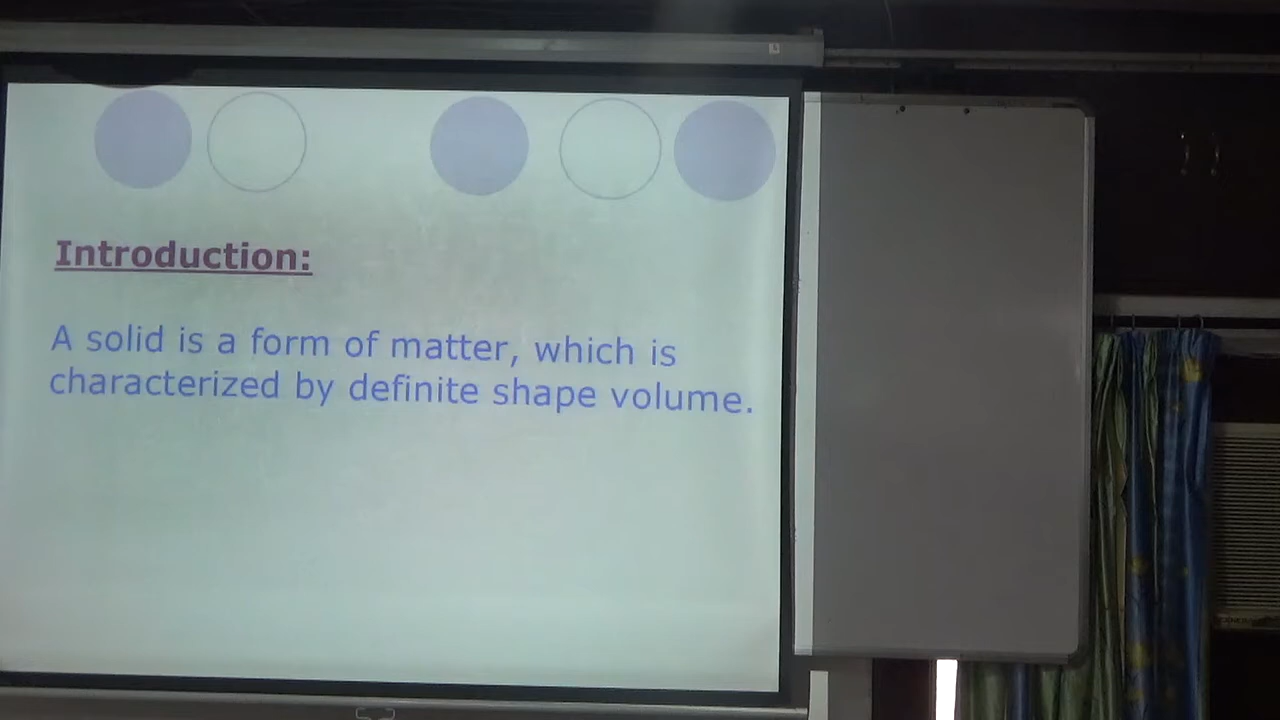 Introduction:
A solid is a form of matter, which is
characterized by definite shape volume.